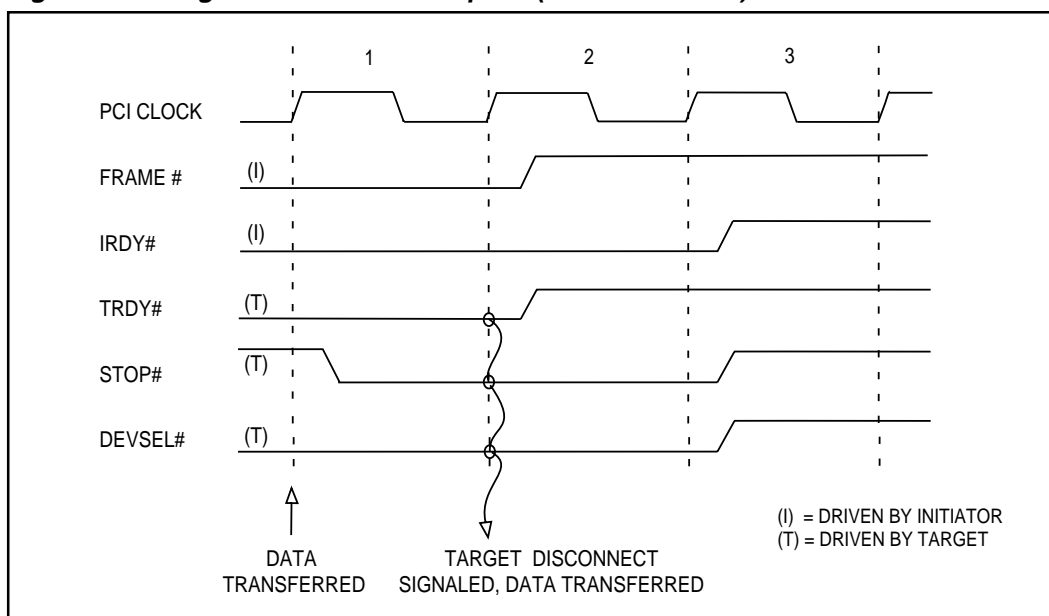 1 2 3
PCI CLOCK
FRAME # (I)
IRDY# (I)
TRDY# (T)
STOP# (T)
DEVSEL# (T)
DATA
TRANSFERRED
TARGET DISCONNECT
SIGNALED, DATA TRANSFERRED
(I) = DRIVEN BY INITIATOR
(T) = DRIVEN BY TARGET